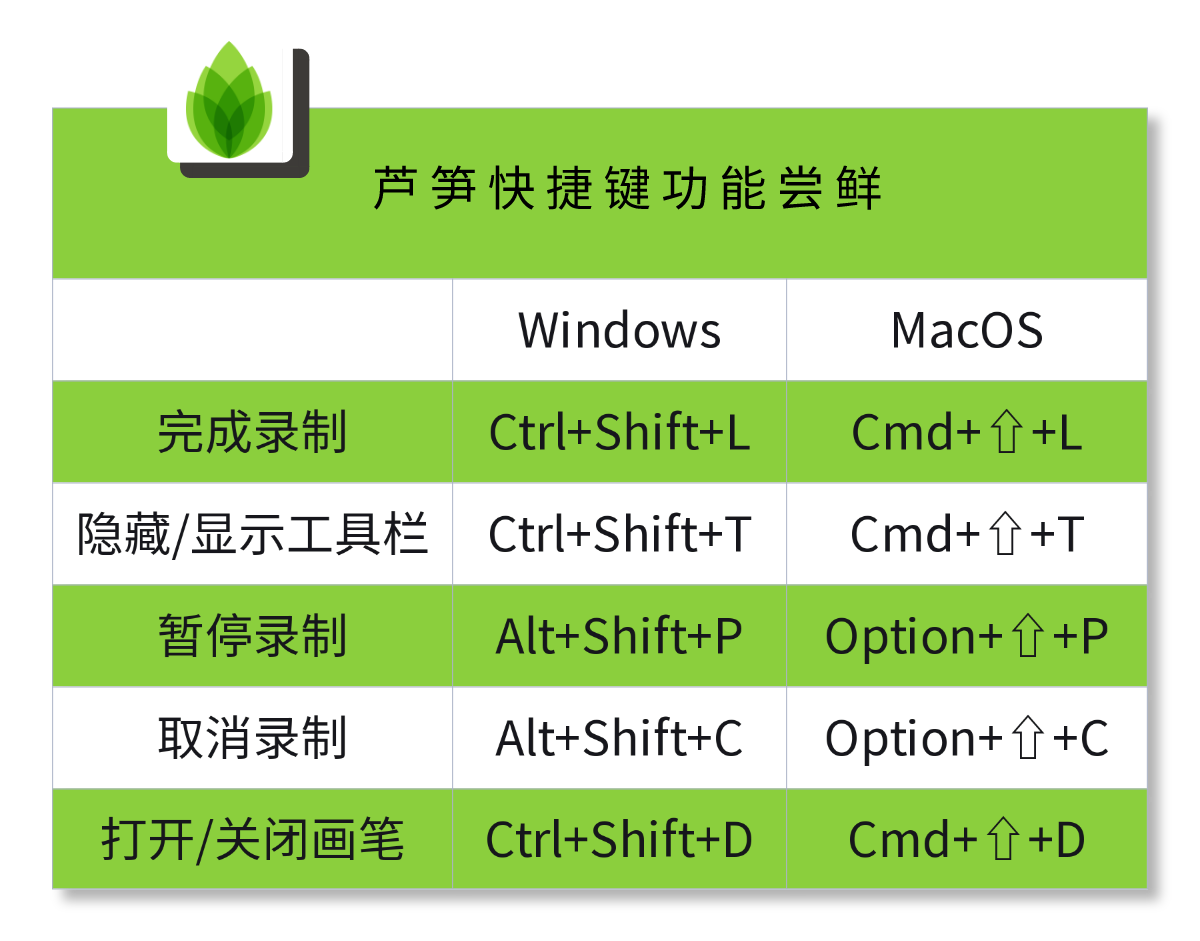 芦笋快捷键功能尝鲜
Windows MacOS
完成录制 Ctrl+Shift+L Cmd+⇧+L
隐藏/显示工具栏 Ctrl+Shift+T Cmd+⇧+T
暂停录制 Alt+Shift+P Option+⇧+P
取消录制 Alt+Shift+C Option+⇧+C
打开/关闭画笔 Ctrl+Shift+D Cmd+⇧+D